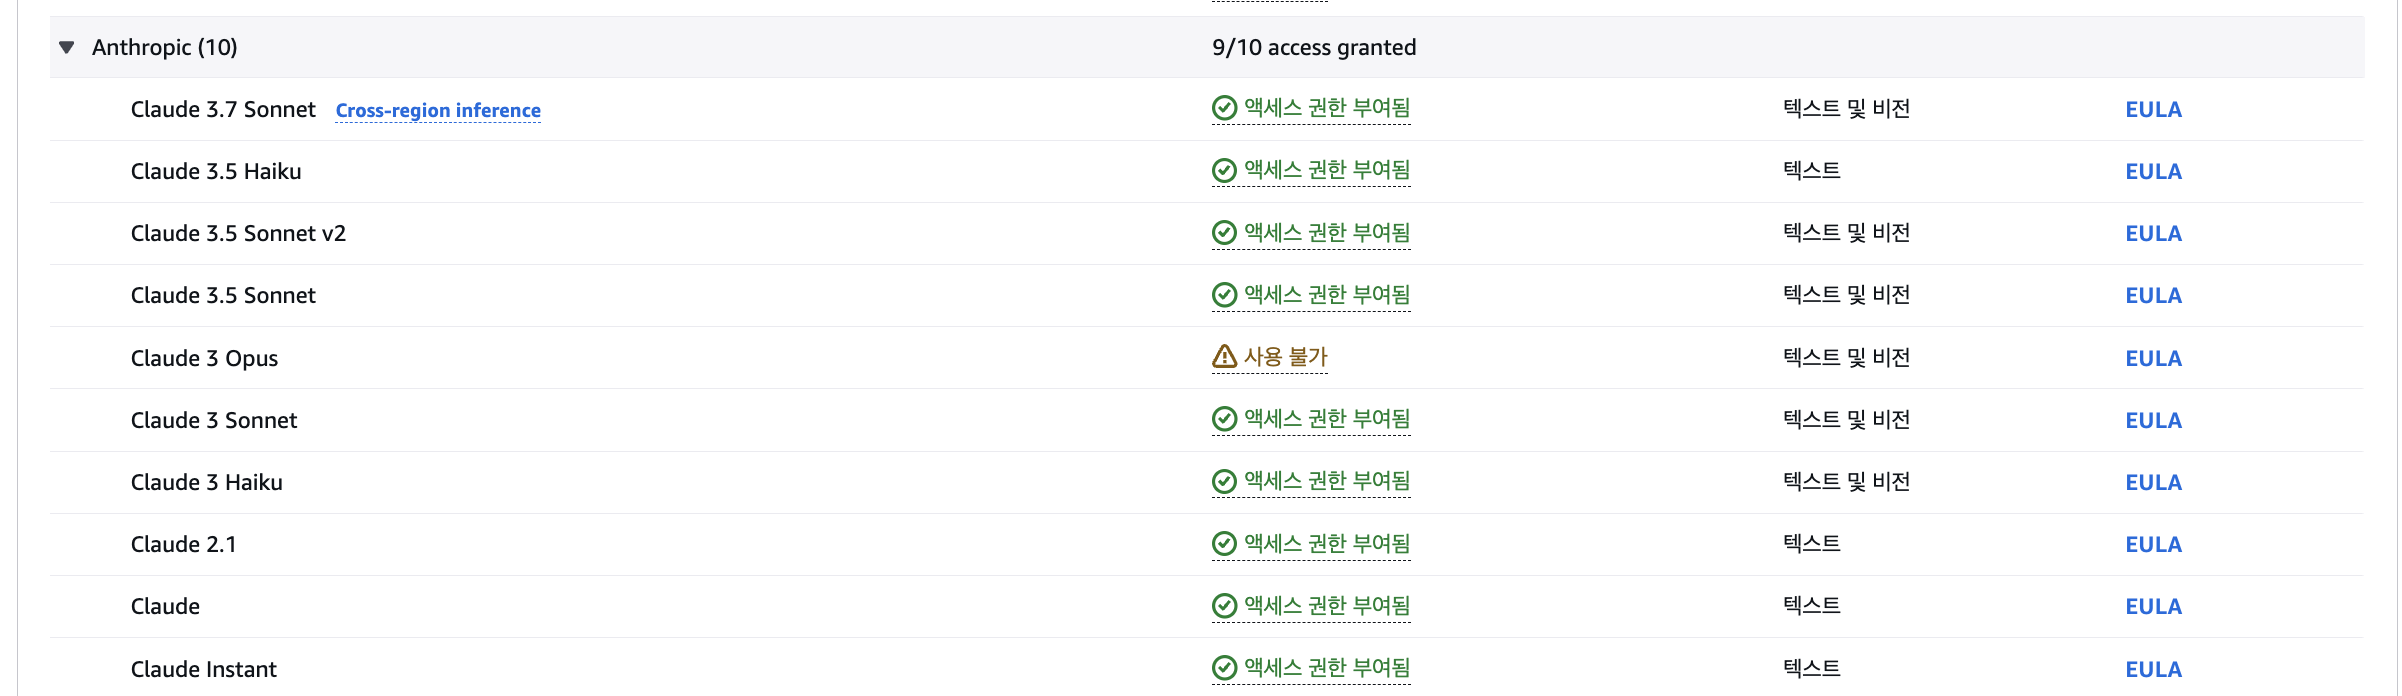 Anthropic (10) 9/10 access granted
Claude 3.7 Sonnet Cross-region inference 액세스 권한 부여됨 텍스트 및 비전 EULA
Claude 3.5 Haiku 액세스 권한 부여됨 텍스트 EULA
Claude 3.5 Sonnet v2 액세스 권한 부여됨 텍스트 및 비전 EULA
Claude 3.5 Sonnet 액세스 권한 부여됨 텍스트 및 비전 EULA
Claude 3 Opus 사용 불가 텍스트 및 비전 EULA
Claude 3 Sonnet 액세스 권한 부여됨 텍스트 및 비전 EULA
Claude 3 Haiku 액세스 권한 부여됨 텍스트 및 비전 EULA
Claude 2.1 액세스 권한 부여됨 텍스트 EULA
Claude 액세스 권한 부여됨 텍스트 EULA
Claude Instant 액세스 권한 부여됨 텍스트 EULA